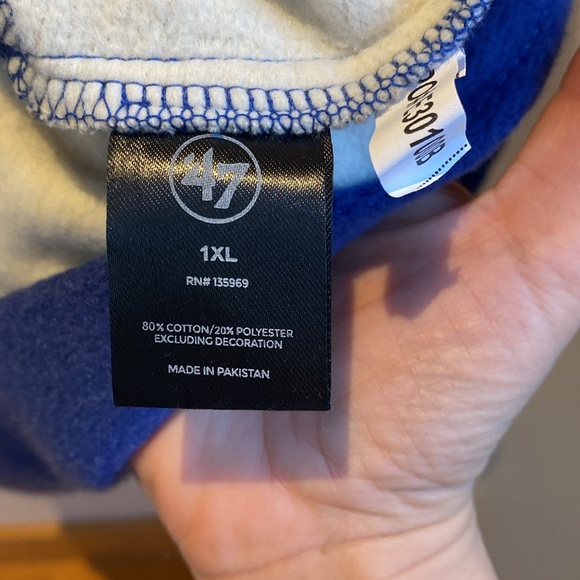 '47
1XL
RN# 135969
80% COTTON/20% POLYESTER
EXCLUDING DECORATION
MADE IN PAKISTAN